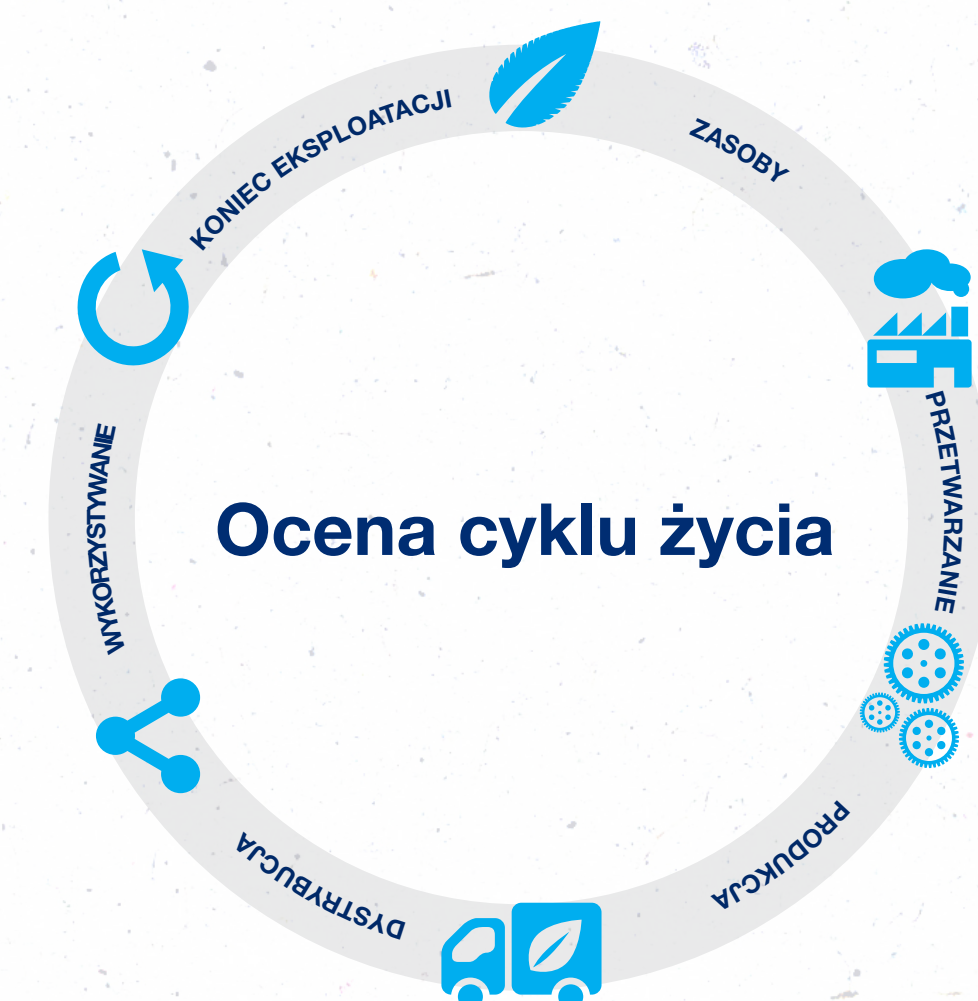 Ocena cyklu życia
ZASOBY
PRZETWARZANIE
PRODUKCJA
DYSTRYBUCJA
WYKORZYSTYWANIE
KONIEC EKSPLOATACJI